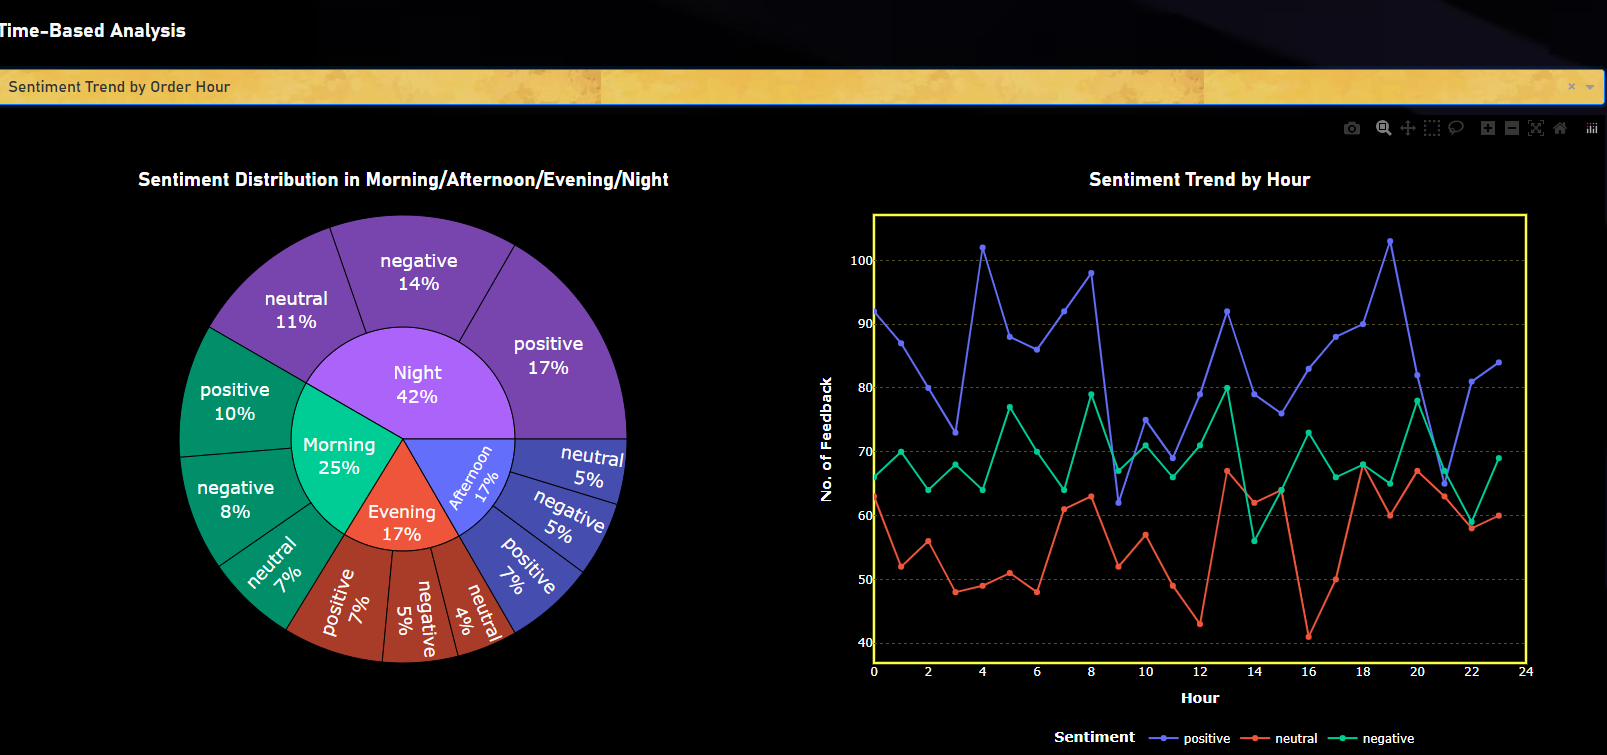 Time-Based Analysis
Sentiment Trend by Order Hour
Sentiment Distribution in Morning/Afternoon/Evening/Night
negative
14%
neutral
11%
positive
17%
Night
42%
positive
10%
Morning
25%
negative
8%
neutral
7%
Evening
17%
Afternoon
17%
neutral
5%
negative
5%
positive
7%
positive
7%
negative
5%
neutral
4%
Sentiment Trend by Hour
No. of Feedback
100
90
80
70
60
50
40
0 2 4 6 8 10 12 14 16 18 20 22 24
Hour
Sentiment positive neutral negative